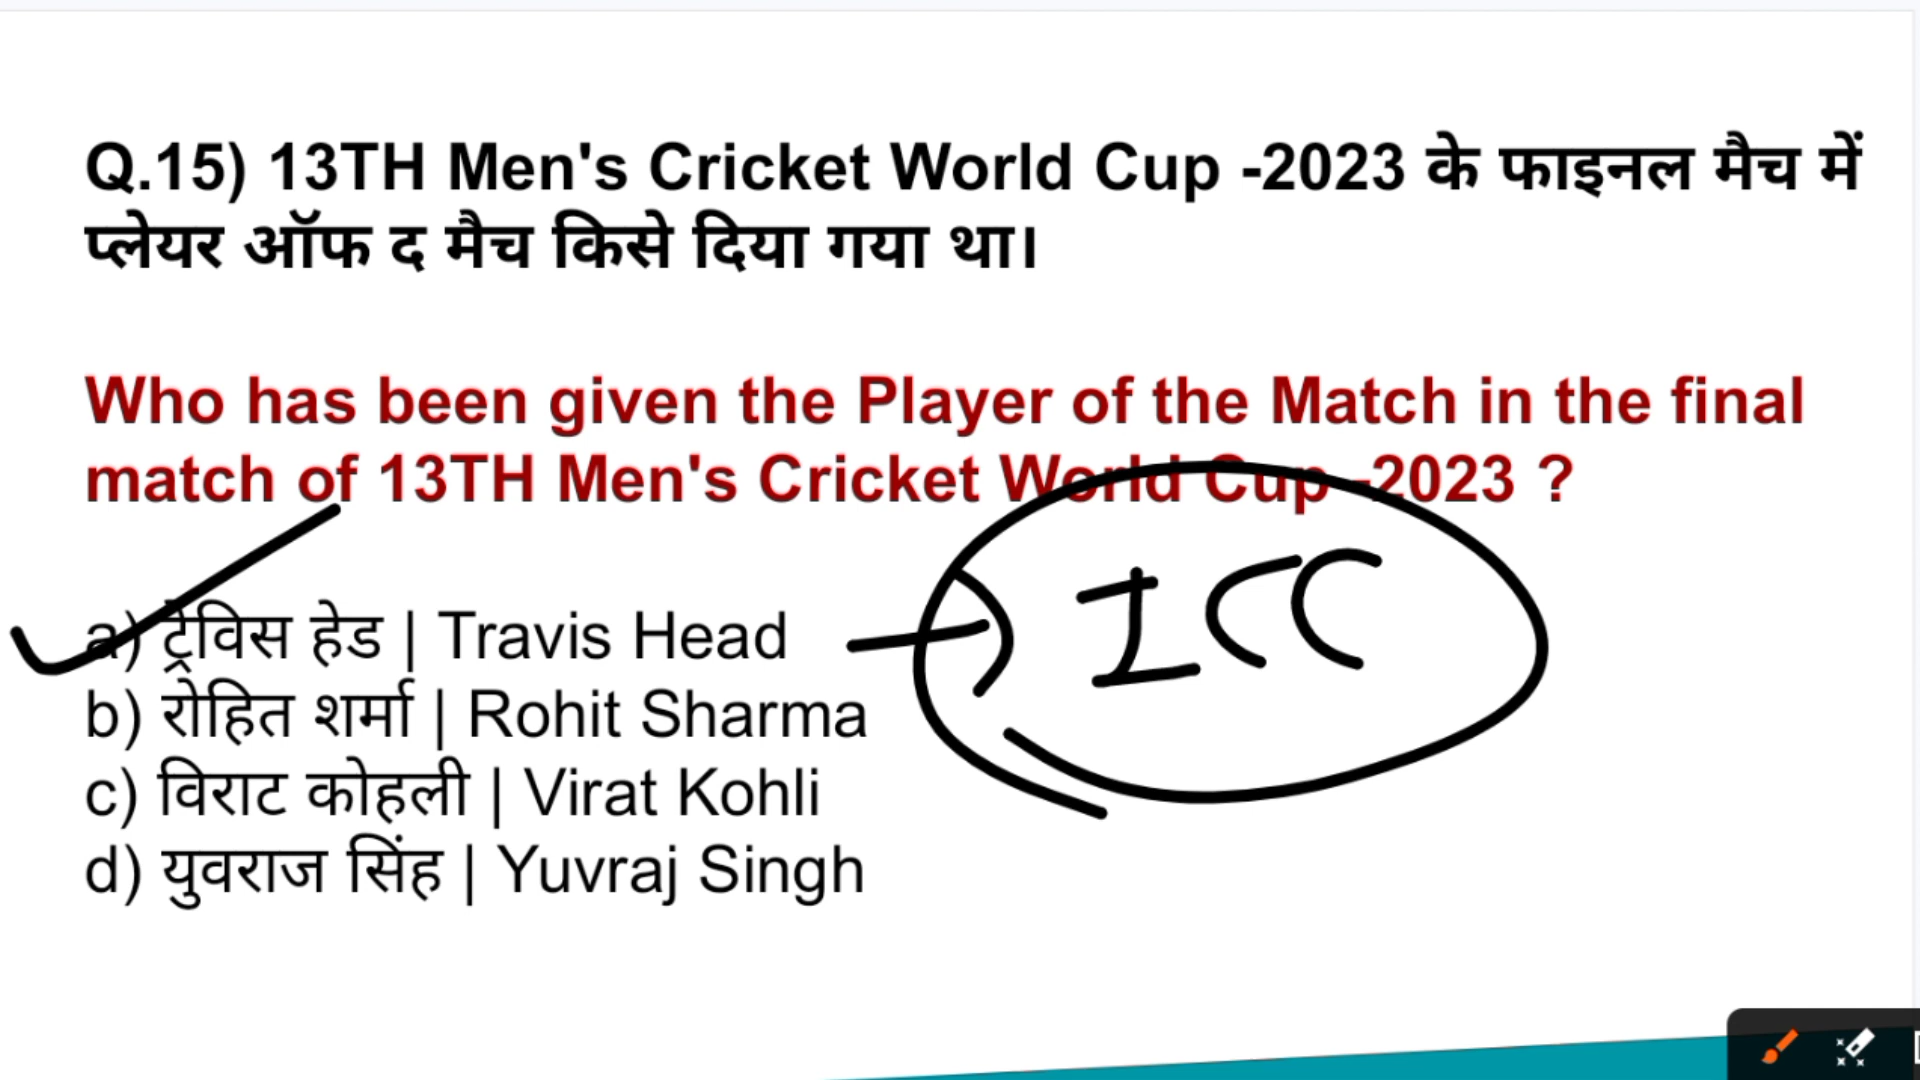 Q.15) 13TH Men's Cricket World Cup -2023 के फाइनल मैच में
प्लेयर ऑफ द मैच किसे दिया गया था।
Who has been given the Player of the Match in the final
match of 13TH Men's Cricket World Cup -2023 ?
a) ट्रैविस हेड | Travis Head
ICC
b) रोहित शर्मा | Rohit Sharma
c) विराट कोहली | Virat Kohli
d) युवराज सिंह | Yuvraj Singh